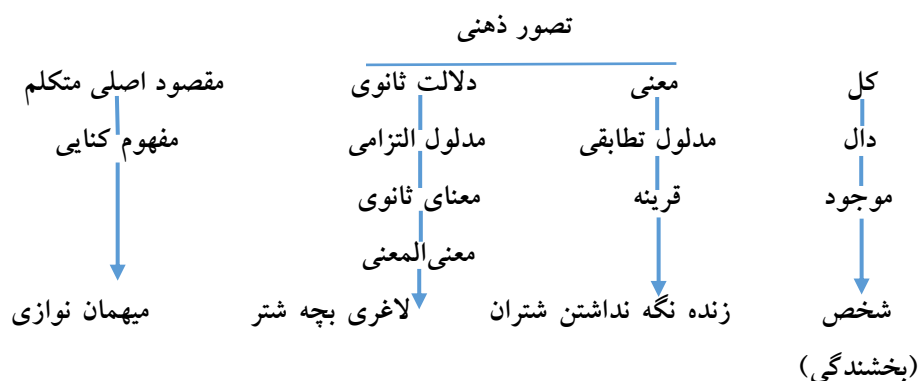 تصور ذهنی
کل معنی دلالت ثانوی مقصود اصلی متکلم
دال مدلول تطابقی مدلول التزامی مفهوم کنایی
موجود قرینه معنای ثانوی
معنی‌المعنی
شخص زنده نگه نداشتن شتران لاغری بچه شتر میهمان نوازی
(بخشندگی)